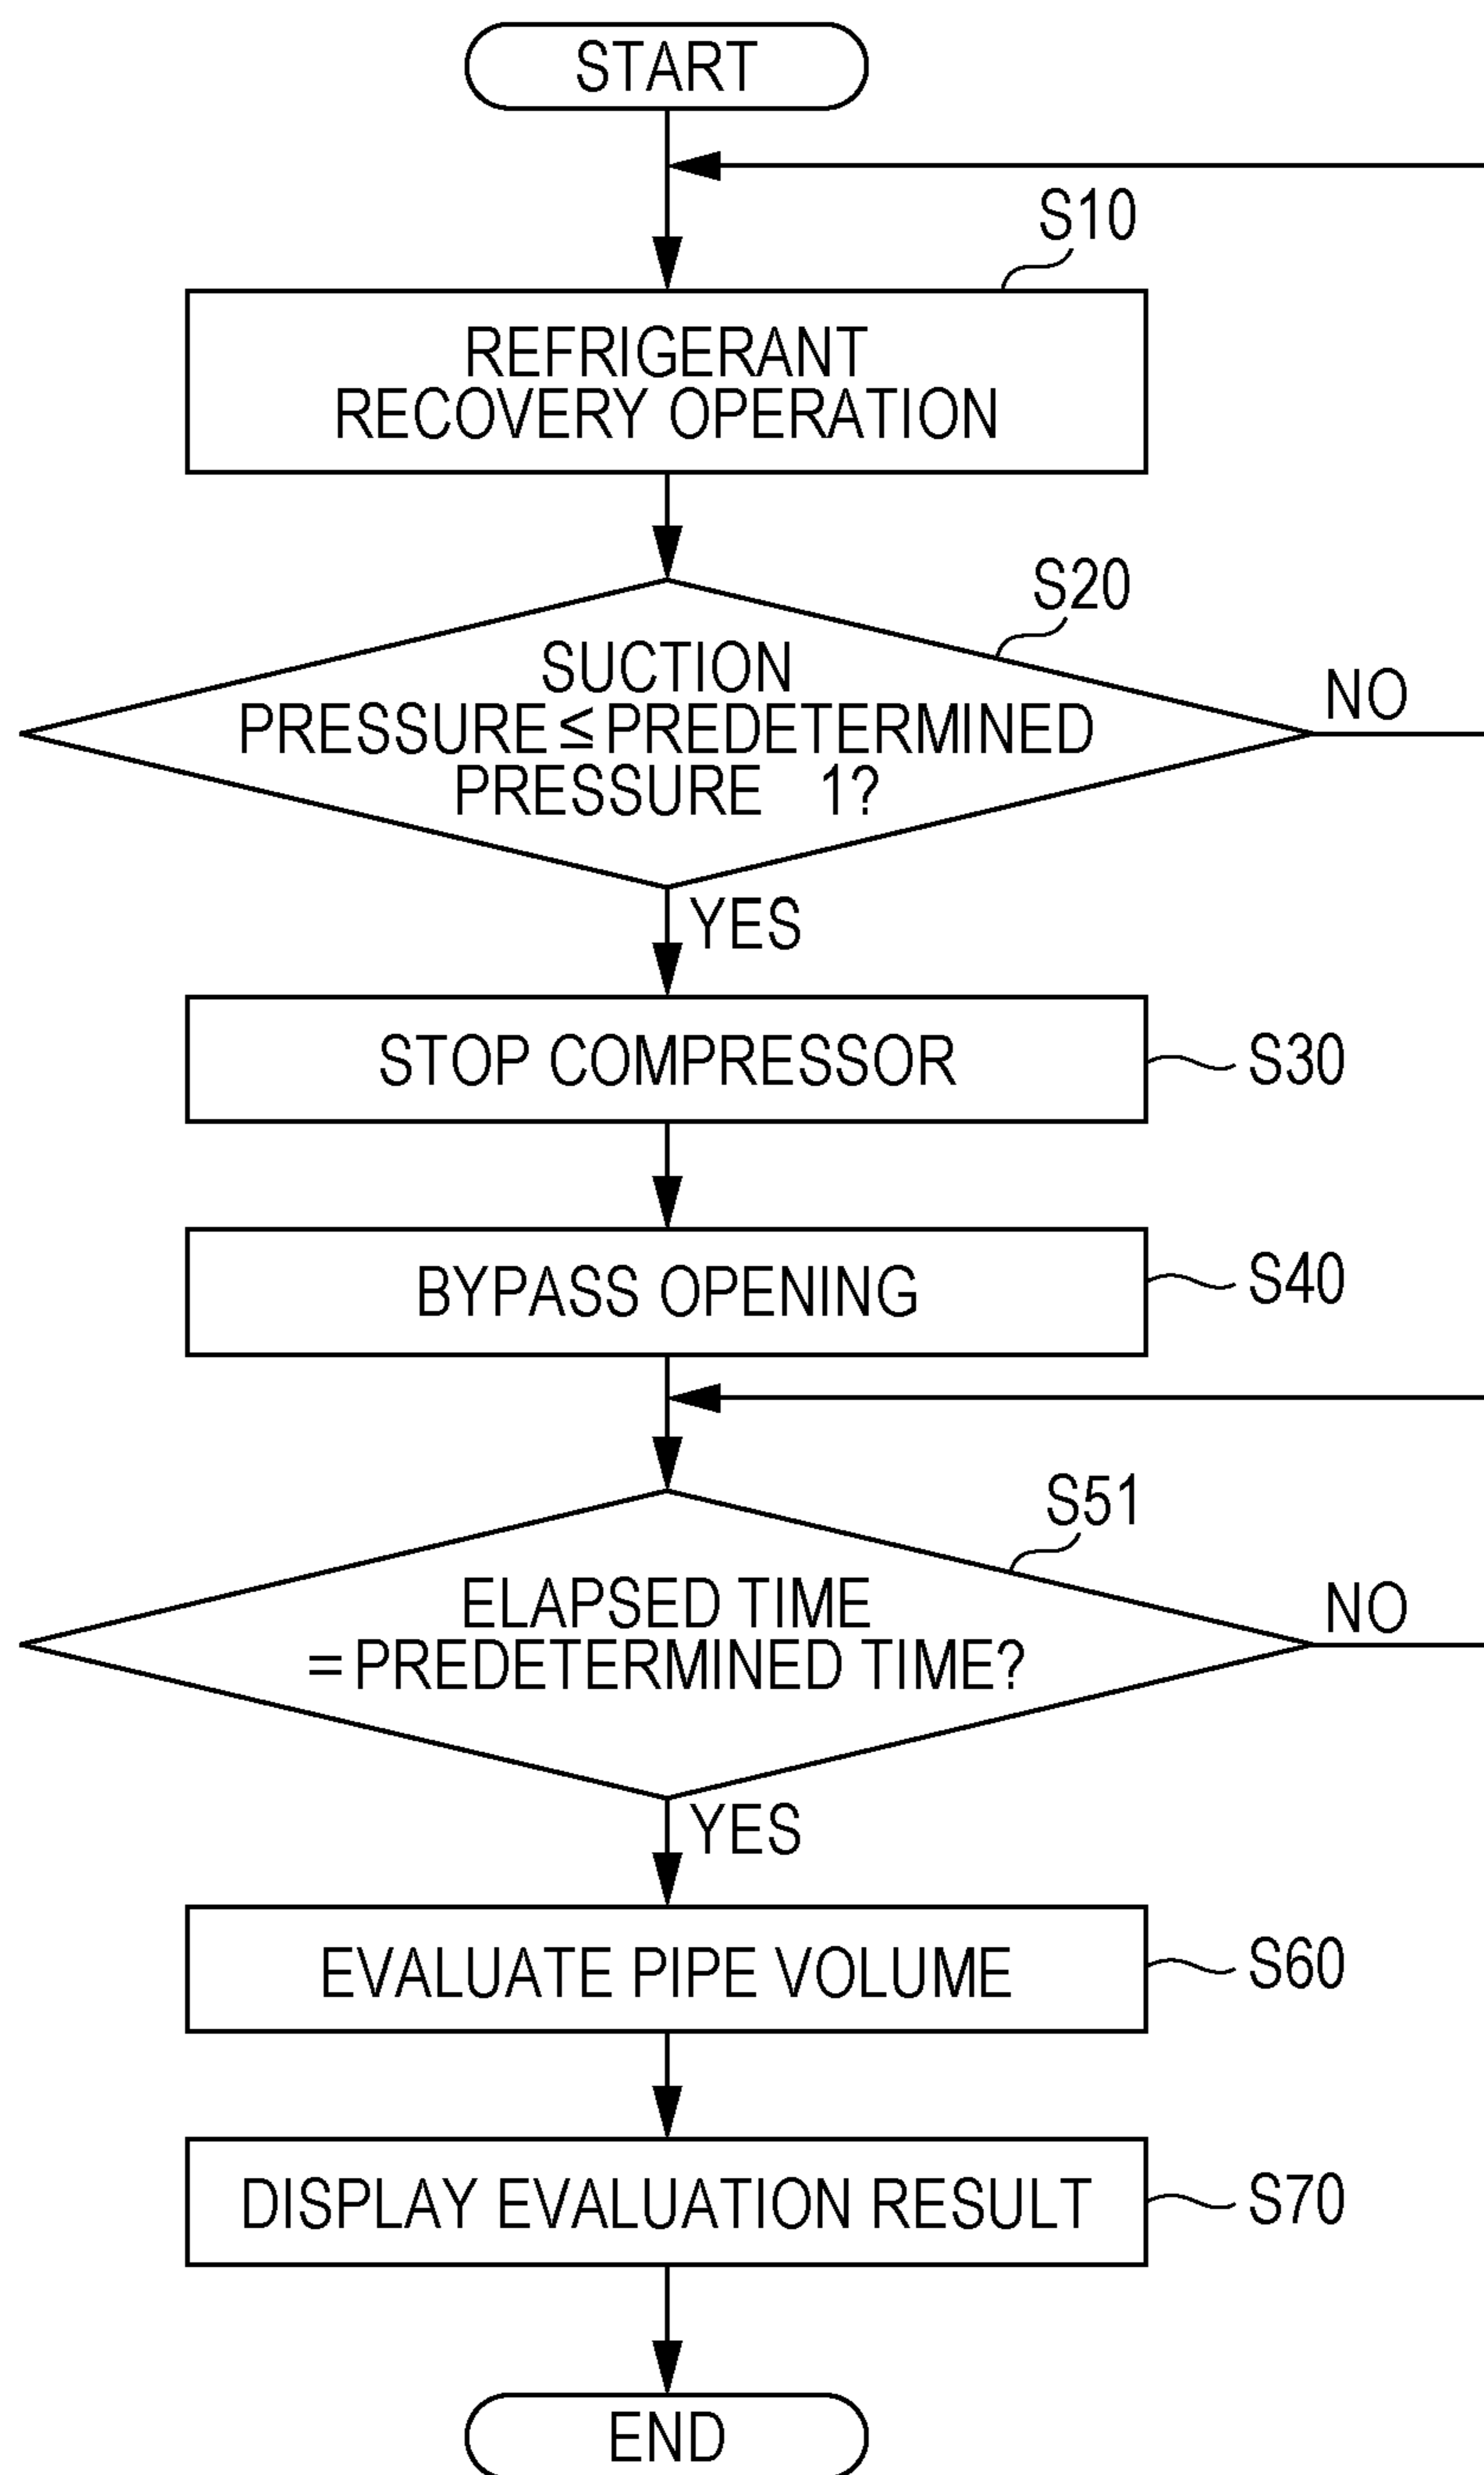 START
S10
REFRIGERANT
RECOVERY OPERATION
S20
SUCTION
PRESSURE≤PREDETERMINED
PRESSURE 1?
NO
YES
STOP COMPRESSOR
S30
BYPASS OPENING
S40
S51
ELAPSED TIME
=PREDETERMINED TIME?
NO
YES
EVALUATE PIPE VOLUME
S60
DISPLAY EVALUATION RESULT
S70
END